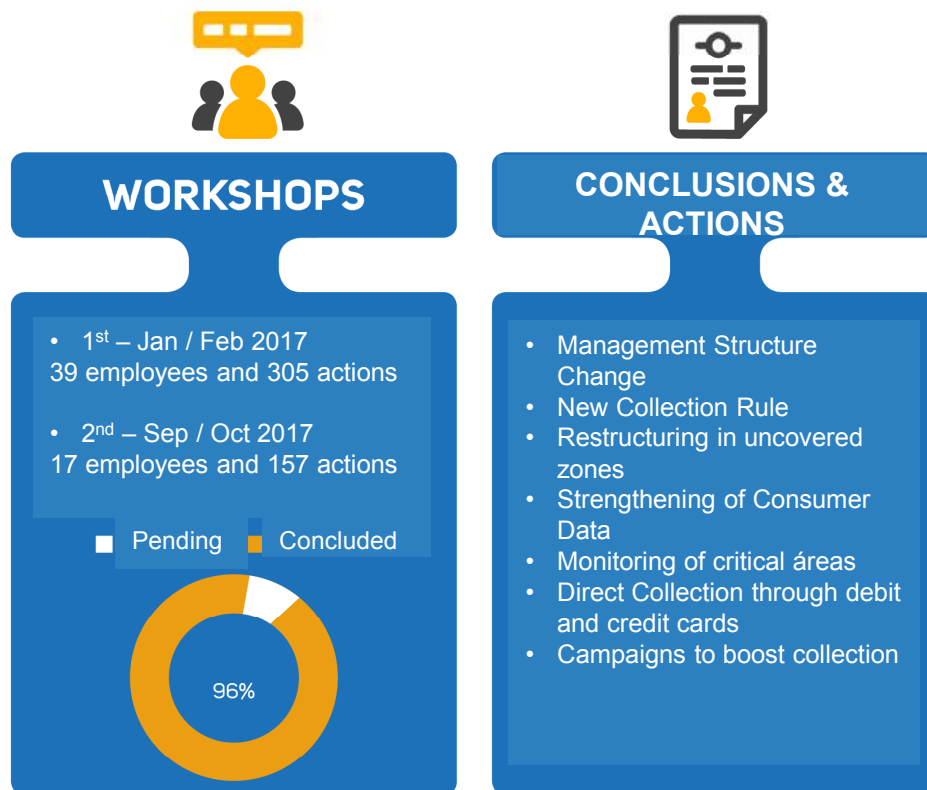 WORKSHOPS
• 1st – Jan / Feb 2017
39 employees and 305 actions
• 2nd – Sep / Oct 2017
17 employees and 157 actions
Pending
Concluded
96%
CONCLUSIONS &
ACTIONS
• Management Structure
Change
• New Collection Rule
• Restructuring in uncovered
zones
• Strengthening of Consumer
Data
• Monitoring of critical áreas
• Direct Collection through debit
and credit cards
• Campaigns to boost collection